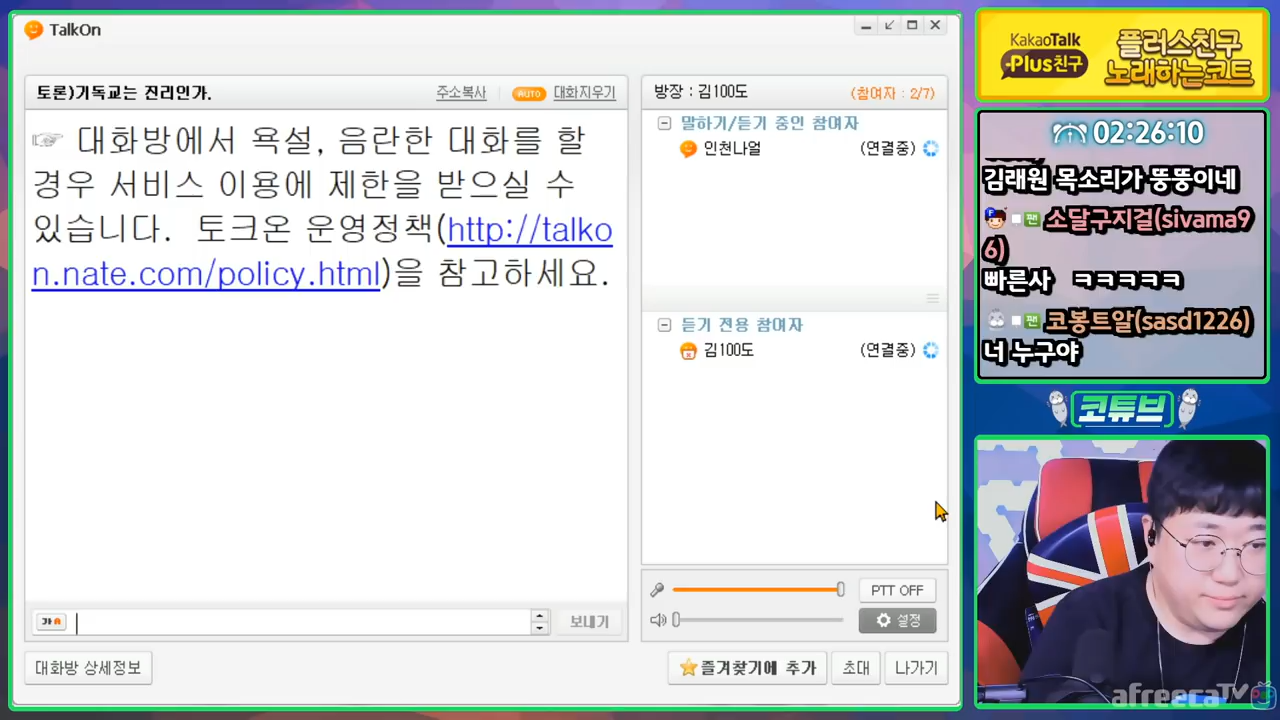 TalkOn
토론)기독교는 진리인가.
주소복사
AUTO 대화지우기
☞ 대화방에서 욕설, 음란한 대화를 할
경우 서비스 이용에 제한을 받으실 수
있습니다. 토크온 운영정책(http://talko
n.nate.com/policy.html)을 참고하세요.
가
보내기
대화방 상세정보
방장 : 김100도
(참여자 : 2/7)
말하기/듣기 중인 참여자
인천나얼 (연결중)
듣기 전용 참여자
김100도 (연결중)
PTT OFF
설정
즐겨찾기에 추가
초대
나가기
KakaoTalk
Plus친구
플러스친구
노래하는코트
02:26:10
김래원 목소리가 뚱뚱이네
F 팬 소달구지걸(sivama9
6)
빠른사 ㅋㅋㅋㅋㅋ
팬 코봉트알(sasd1226)
너 누구야
코튜브
afreecaTV